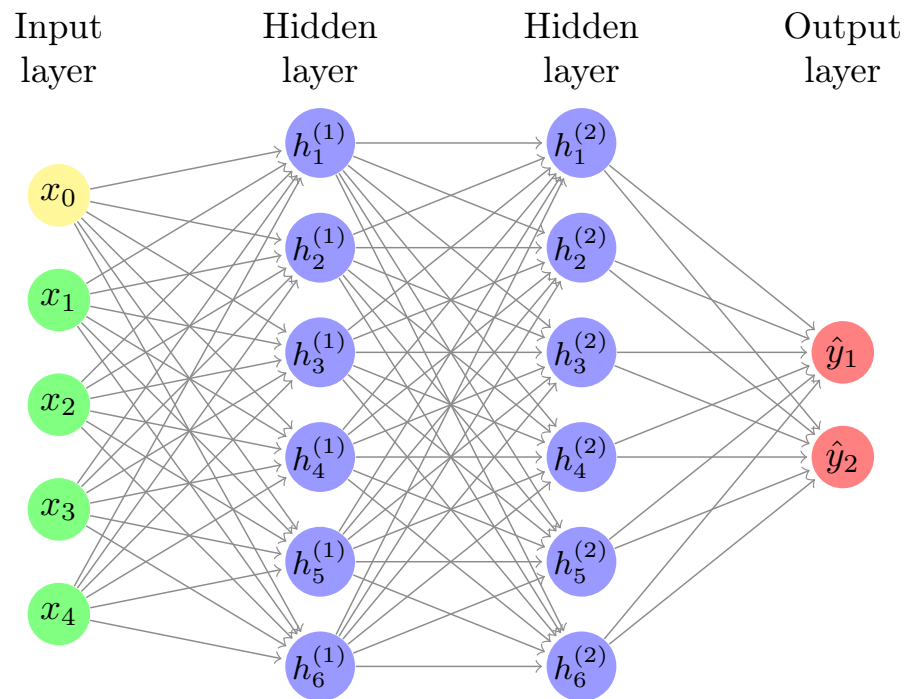 Input Hidden Hidden Output
layer layer layer layer
x₀
x₁
x₂
x₃
x₄
h₁⁽¹⁾
h₂⁽¹⁾
h₃⁽¹⁾
h₄⁽¹⁾
h₅⁽¹⁾
h₆⁽¹⁾
h₁⁽²⁾
h₂⁽²⁾
h₃⁽²⁾
h₄⁽²⁾
h₅⁽²⁾
h₆⁽²⁾
ŷ₁
ŷ₂